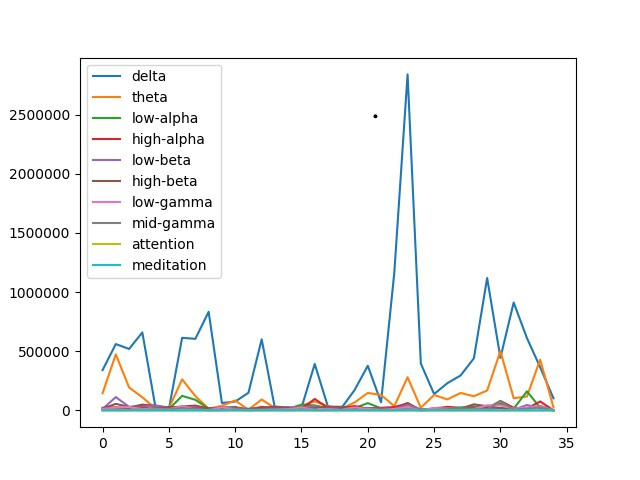 delta
theta
low-alpha
high-alpha
low-beta
high-beta
low-gamma
mid-gamma
attention
meditation
2500000
2000000
1500000
1000000
500000
0
0 5 10 15 20 25 30 35